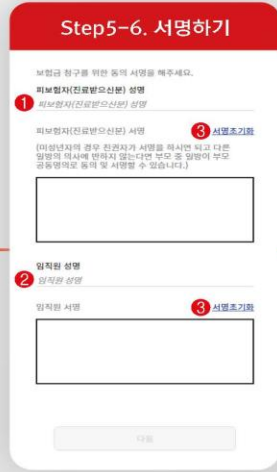 Step5-6. 서명하기
보험금 청구를 위한 동의 서명을 해주세요.
피보험자(진료받으신분) 성명
1 피보험자(진료받으신분) 성명
피보험자(진료받으신분) 서명 3 서명초기화
(미성년자의 경우 친권자가 서명을 하시면 되고 다른
일방의 의사에 반하지 않는다면 부모 중 일방이 부모
공동명의로 동의 및 서명할 수 있습니다.)
임직원 성명
2 임직원 성명
임직원 서명 3 서명초기화
다음